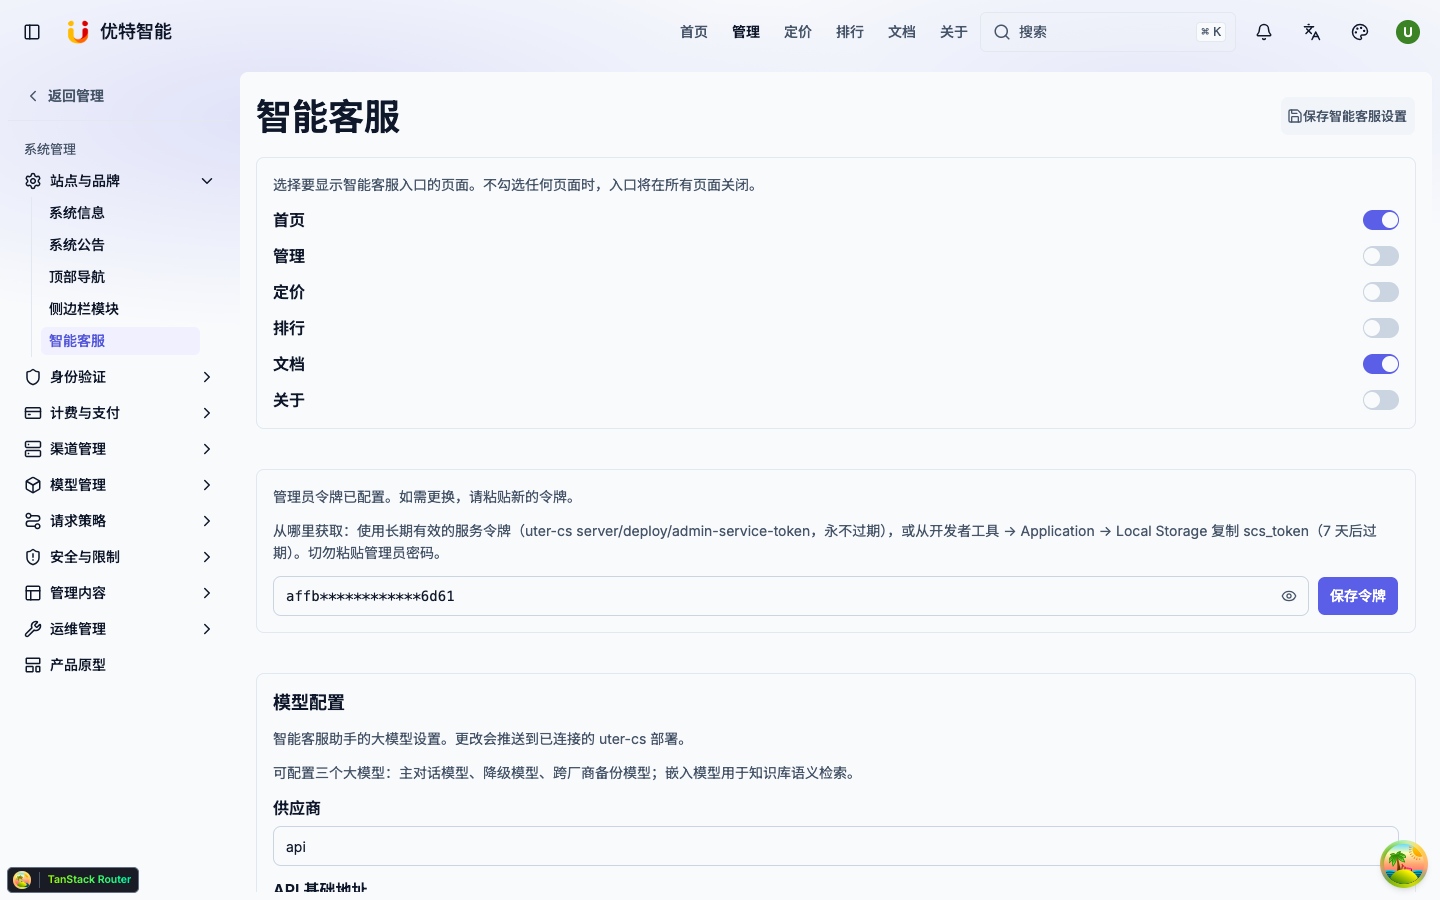 优特智能
首页
管理
定价
排行
文档
关于
搜索
⌘ K
U
返回管理
系统管理
站点与品牌
系统信息
系统公告
顶部导航
侧边栏模块
智能客服
身份验证
计费与支付
渠道管理
模型管理
请求策略
安全与限制
管理内容
运维管理
产品原型
智能客服
保存智能客服设置
选择要显示智能客服入口的页面。不勾选任何页面时，入口将在所有页面关闭。
首页
管理
定价
排行
文档
关于
管理员令牌已配置。如需更换，请粘贴新的令牌。
从哪里获取：使用长期有效的服务令牌（uter-cs server/deploy/admin-service-token，永不过期），或从开发者工具 → Application → Local Storage 复制 scs_token（7 天后过
期）。切勿粘贴管理员密码。
affb************6d61
保存令牌
模型配置
智能客服助手的大模型设置。更改会推送到已连接的 uter-cs 部署。
可配置三个大模型：主对话模型、降级模型、跨厂商备份模型；嵌入模型用于知识库语义检索。
供应商
api
API 基础地址
TanStack Router